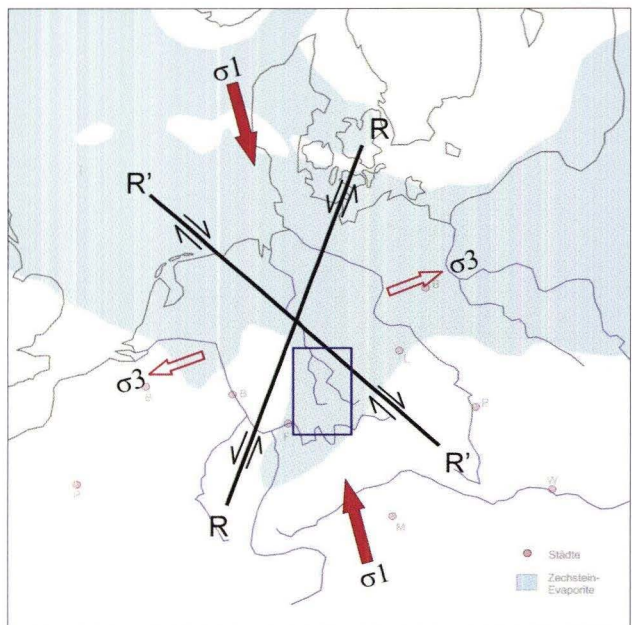 σ1
R
R'
σ3
B
σ3
B
B
L
P
F
R'
R
W
M
σ1
Städte
Zechstein-
Evaporite